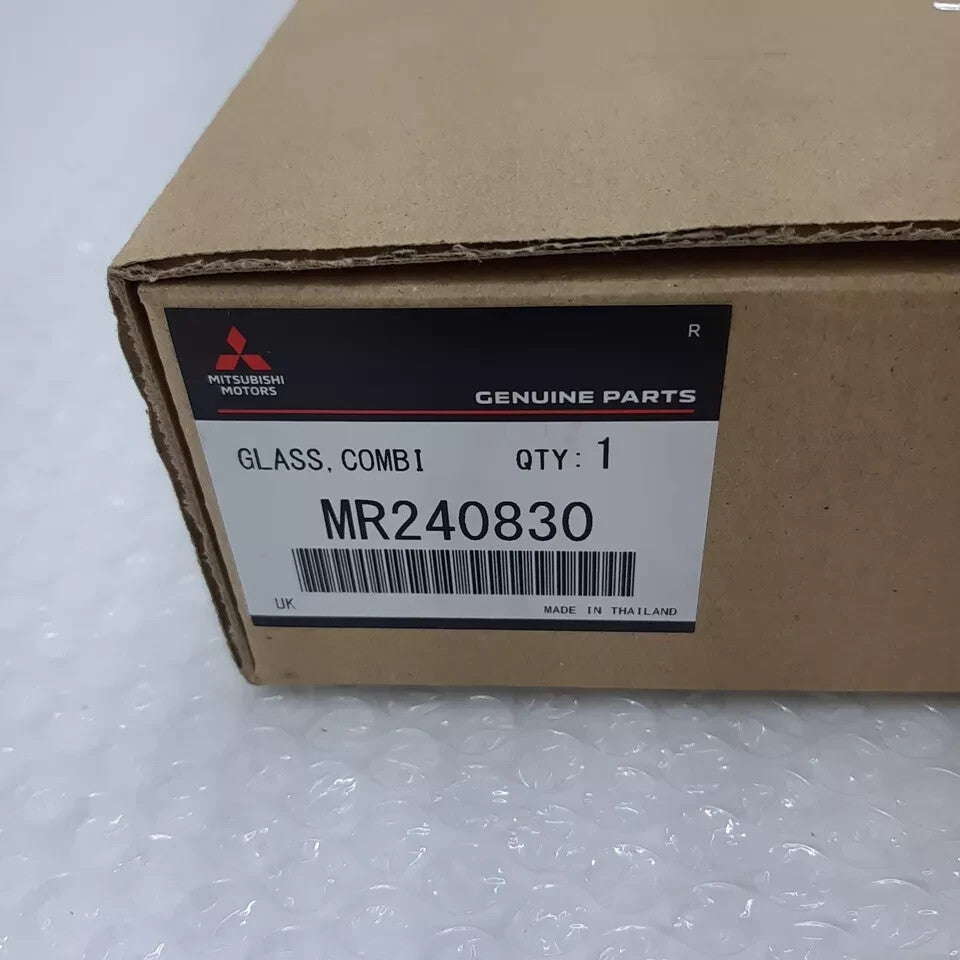 R
MITSUBISHI
MOTORS
GENUINE PARTS
GLASS, COMBI QTY: 1
MR240830
UK MADE IN THAILAND